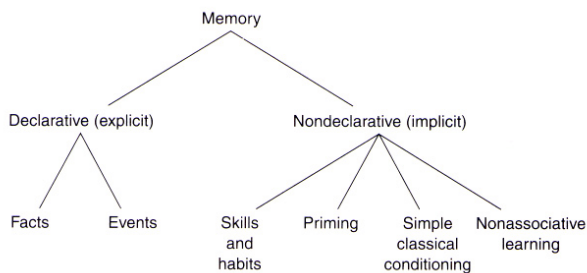 Memory
Declarative (explicit)
Nondeclarative (implicit)
Facts
Events
Skills
and
habits
Priming
Simple
classical
conditioning
Nonassociative
learning